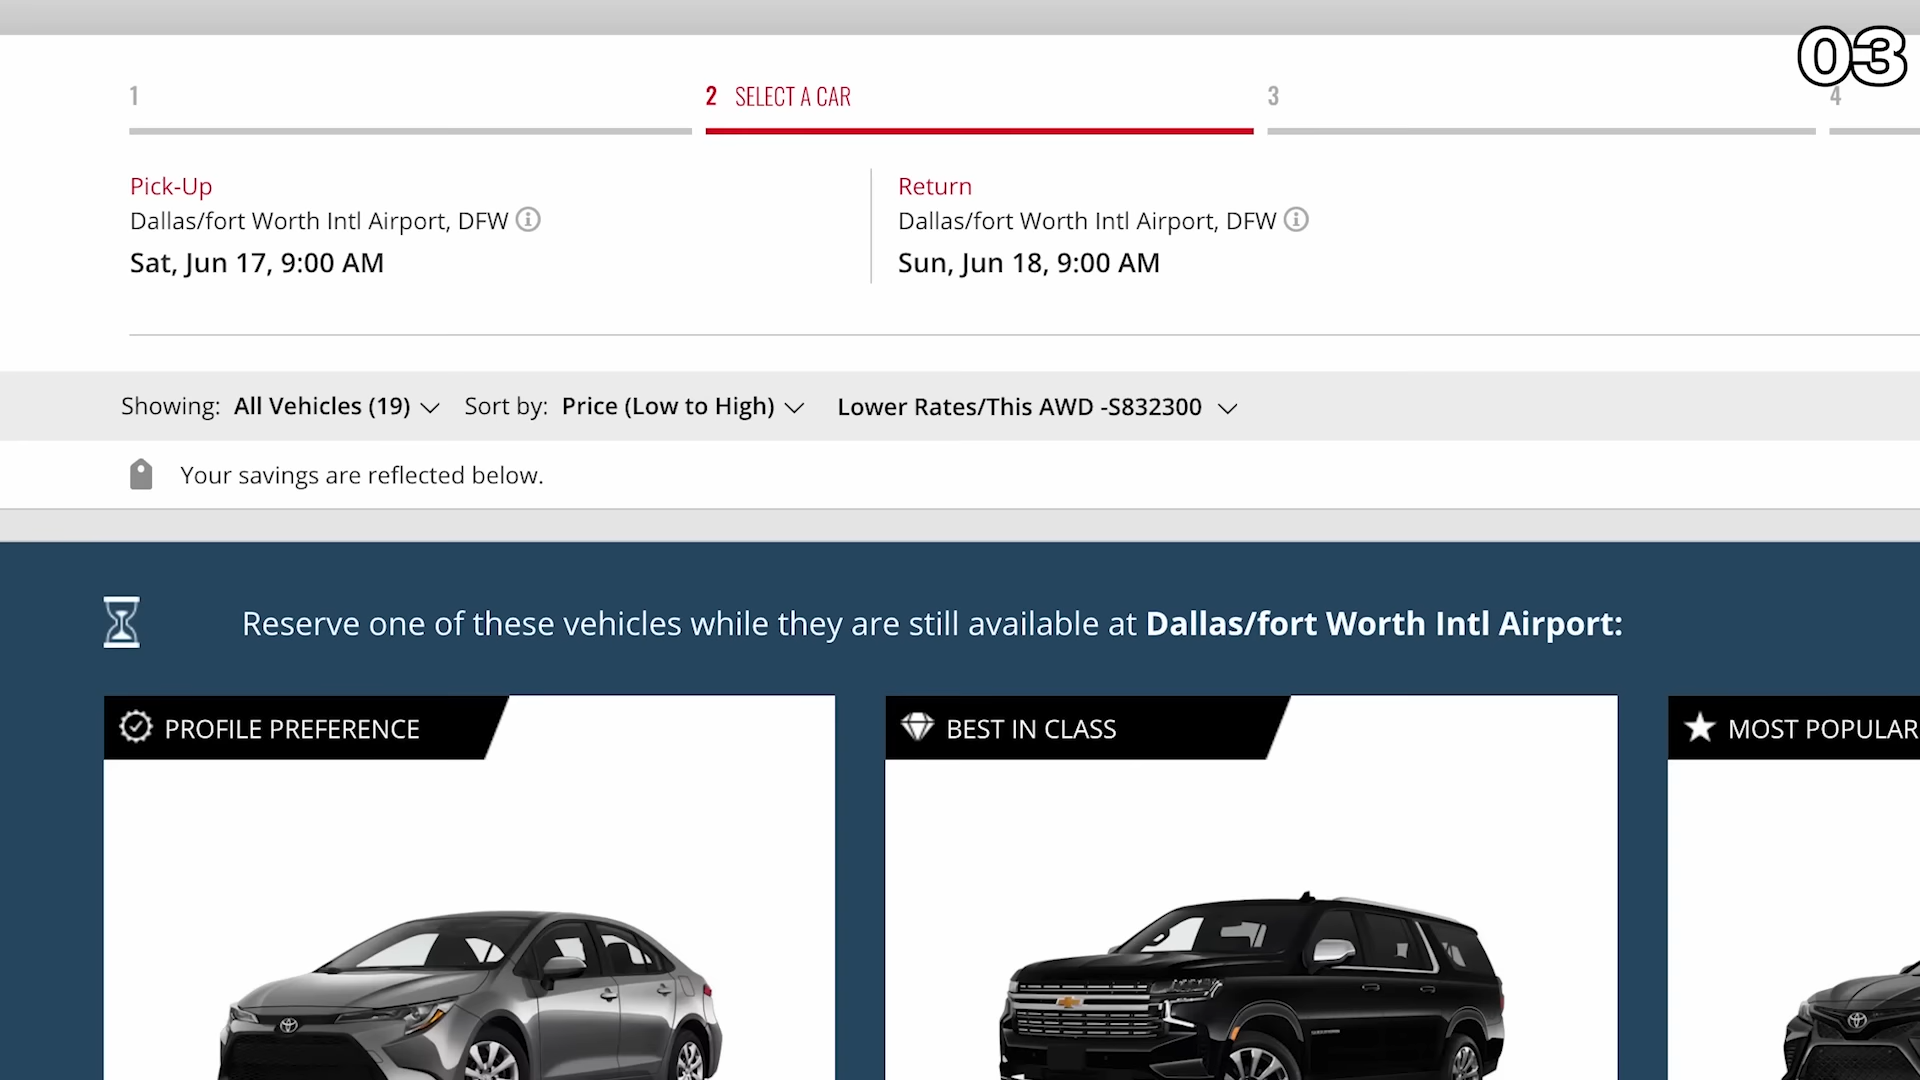 03
1
2 SELECT A CAR
3
4
Pick-Up
Dallas/fort Worth Intl Airport, DFW
Sat, Jun 17, 9:00 AM
Return
Dallas/fort Worth Intl Airport, DFW
Sun, Jun 18, 9:00 AM
Showing: All Vehicles (19) Sort by: Price (Low to High) Lower Rates/This AWD -S832300
Your savings are reflected below.
Reserve one of these vehicles while they are still available at Dallas/fort Worth Intl Airport:
PROFILE PREFERENCE
BEST IN CLASS
MOST POPULAR